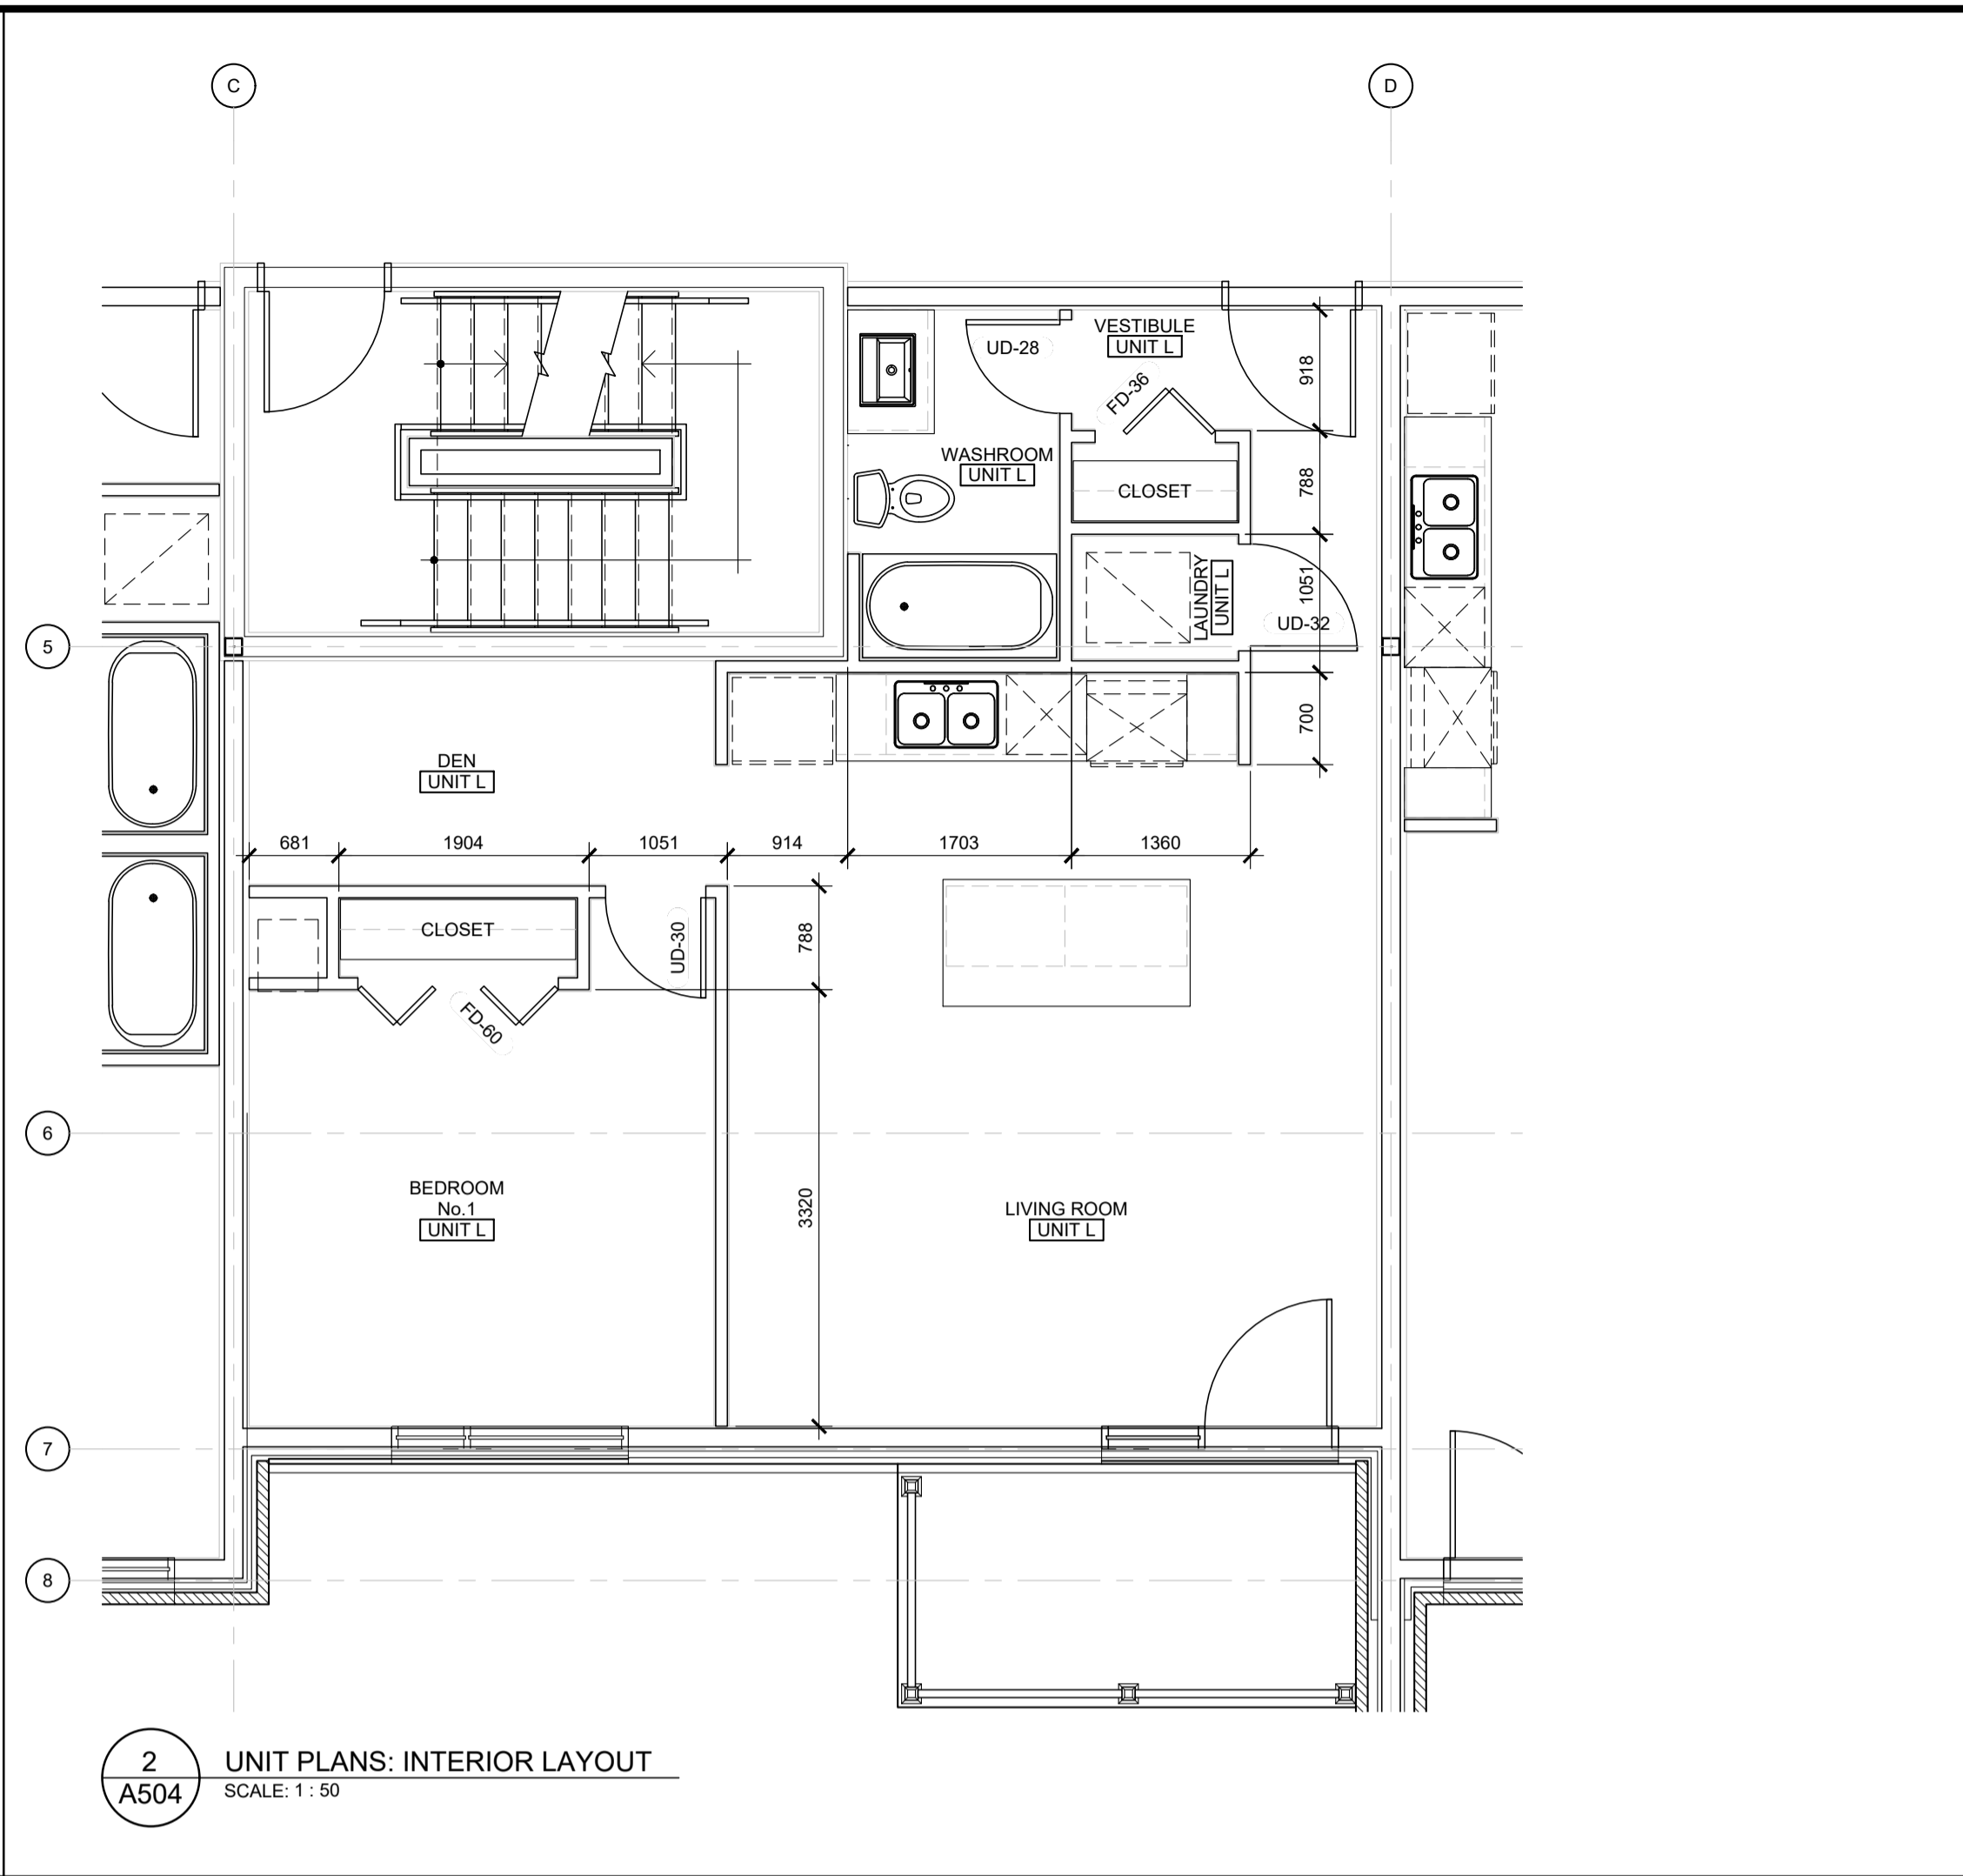 C
D
VESTIBULE
UNIT L
UD-28
918
FD-36
WASHROOM
UNIT L
CLOSET
788
LAUNDRY
UNIT L
1051
UD-32
5
700
DEN
UNIT L
681
1904
1051
914
1703
1360
CLOSET
UD-30
788
FD-60
6
BEDROOM
No.1
UNIT L
3320
LIVING ROOM
UNIT L
7
8
2
A504
UNIT PLANS: INTERIOR LAYOUT
SCALE: 1 : 50